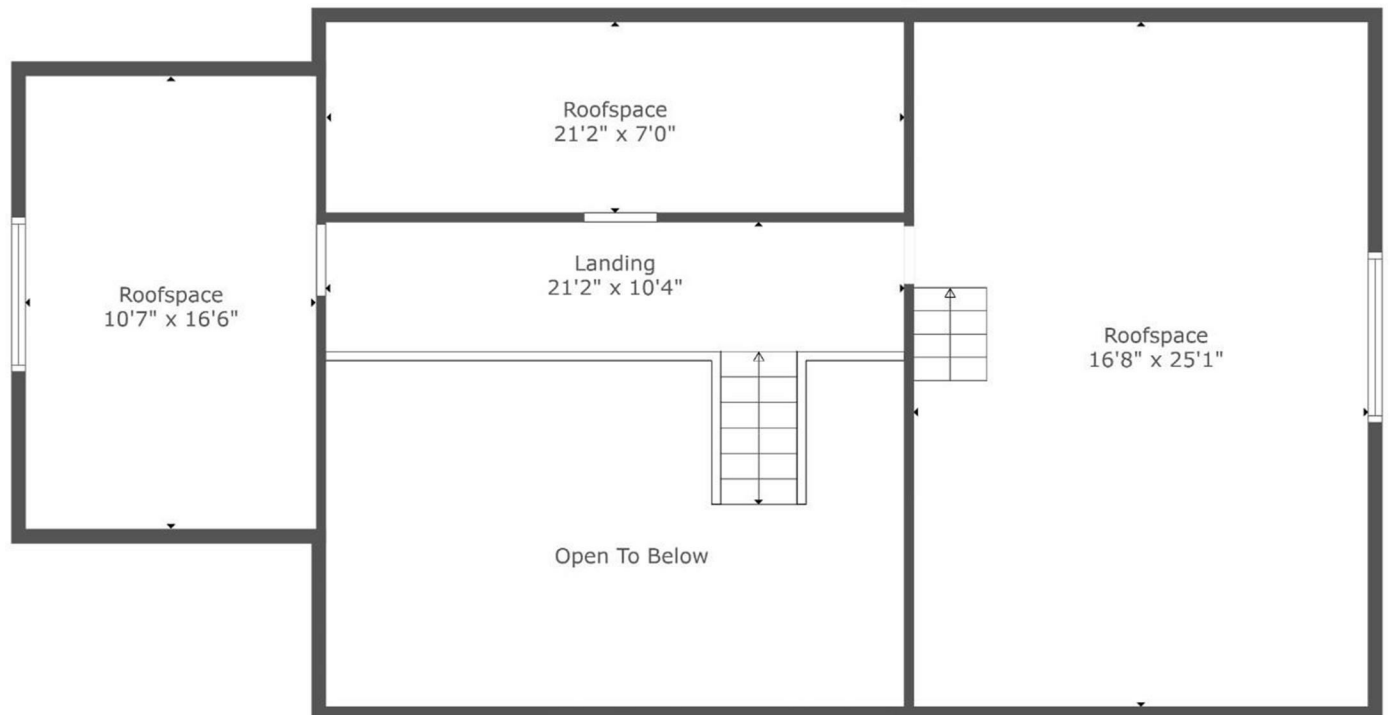 Roofspace
21'2" x 7'0"
Landing
21'2" x 10'4"
Roofspace
10'7" x 16'6"
Roofspace
16'8" x 25'1"
Open To Below